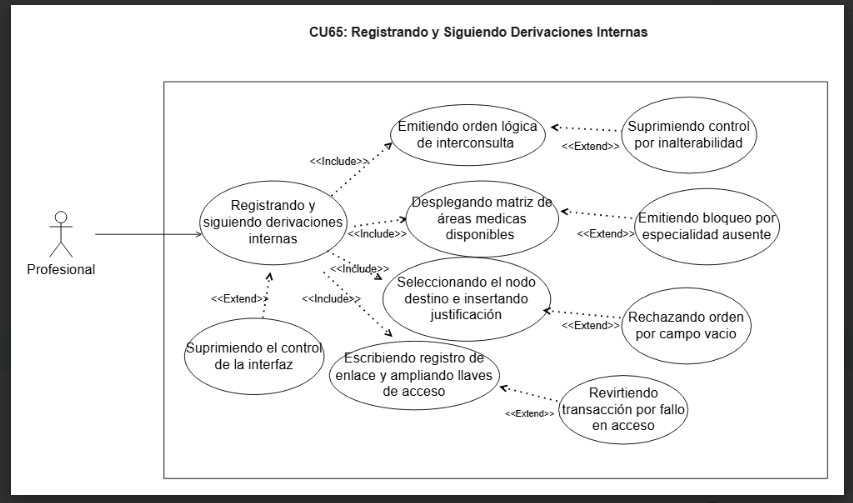 CU65: Registrando y Siguiendo Derivaciones Internas
Emitiendo orden lógica
de interconsulta
<<Extend>>
Suprimiendo control
por inalterabilidad
<<Include>>
Registrando y
siguiendo derivaciones
internas
Desplegando matriz de
áreas medicas
disponibles
<<Include>>
<<Extend>>
Emitiendo bloqueo por
especialidad ausente
Profesional
<<Include>>
Seleccionando el nodo
destino e insertando
justificación
<<Extend>>
Rechazando orden
por campo vacio
<<Extend>>
<<Include>>
Suprimiendo el control
de la interfaz
Escribiendo registro de
enlace y ampliando llaves
de acceso
<<Extend>>
Revirtiendo
transacción por fallo
en acceso